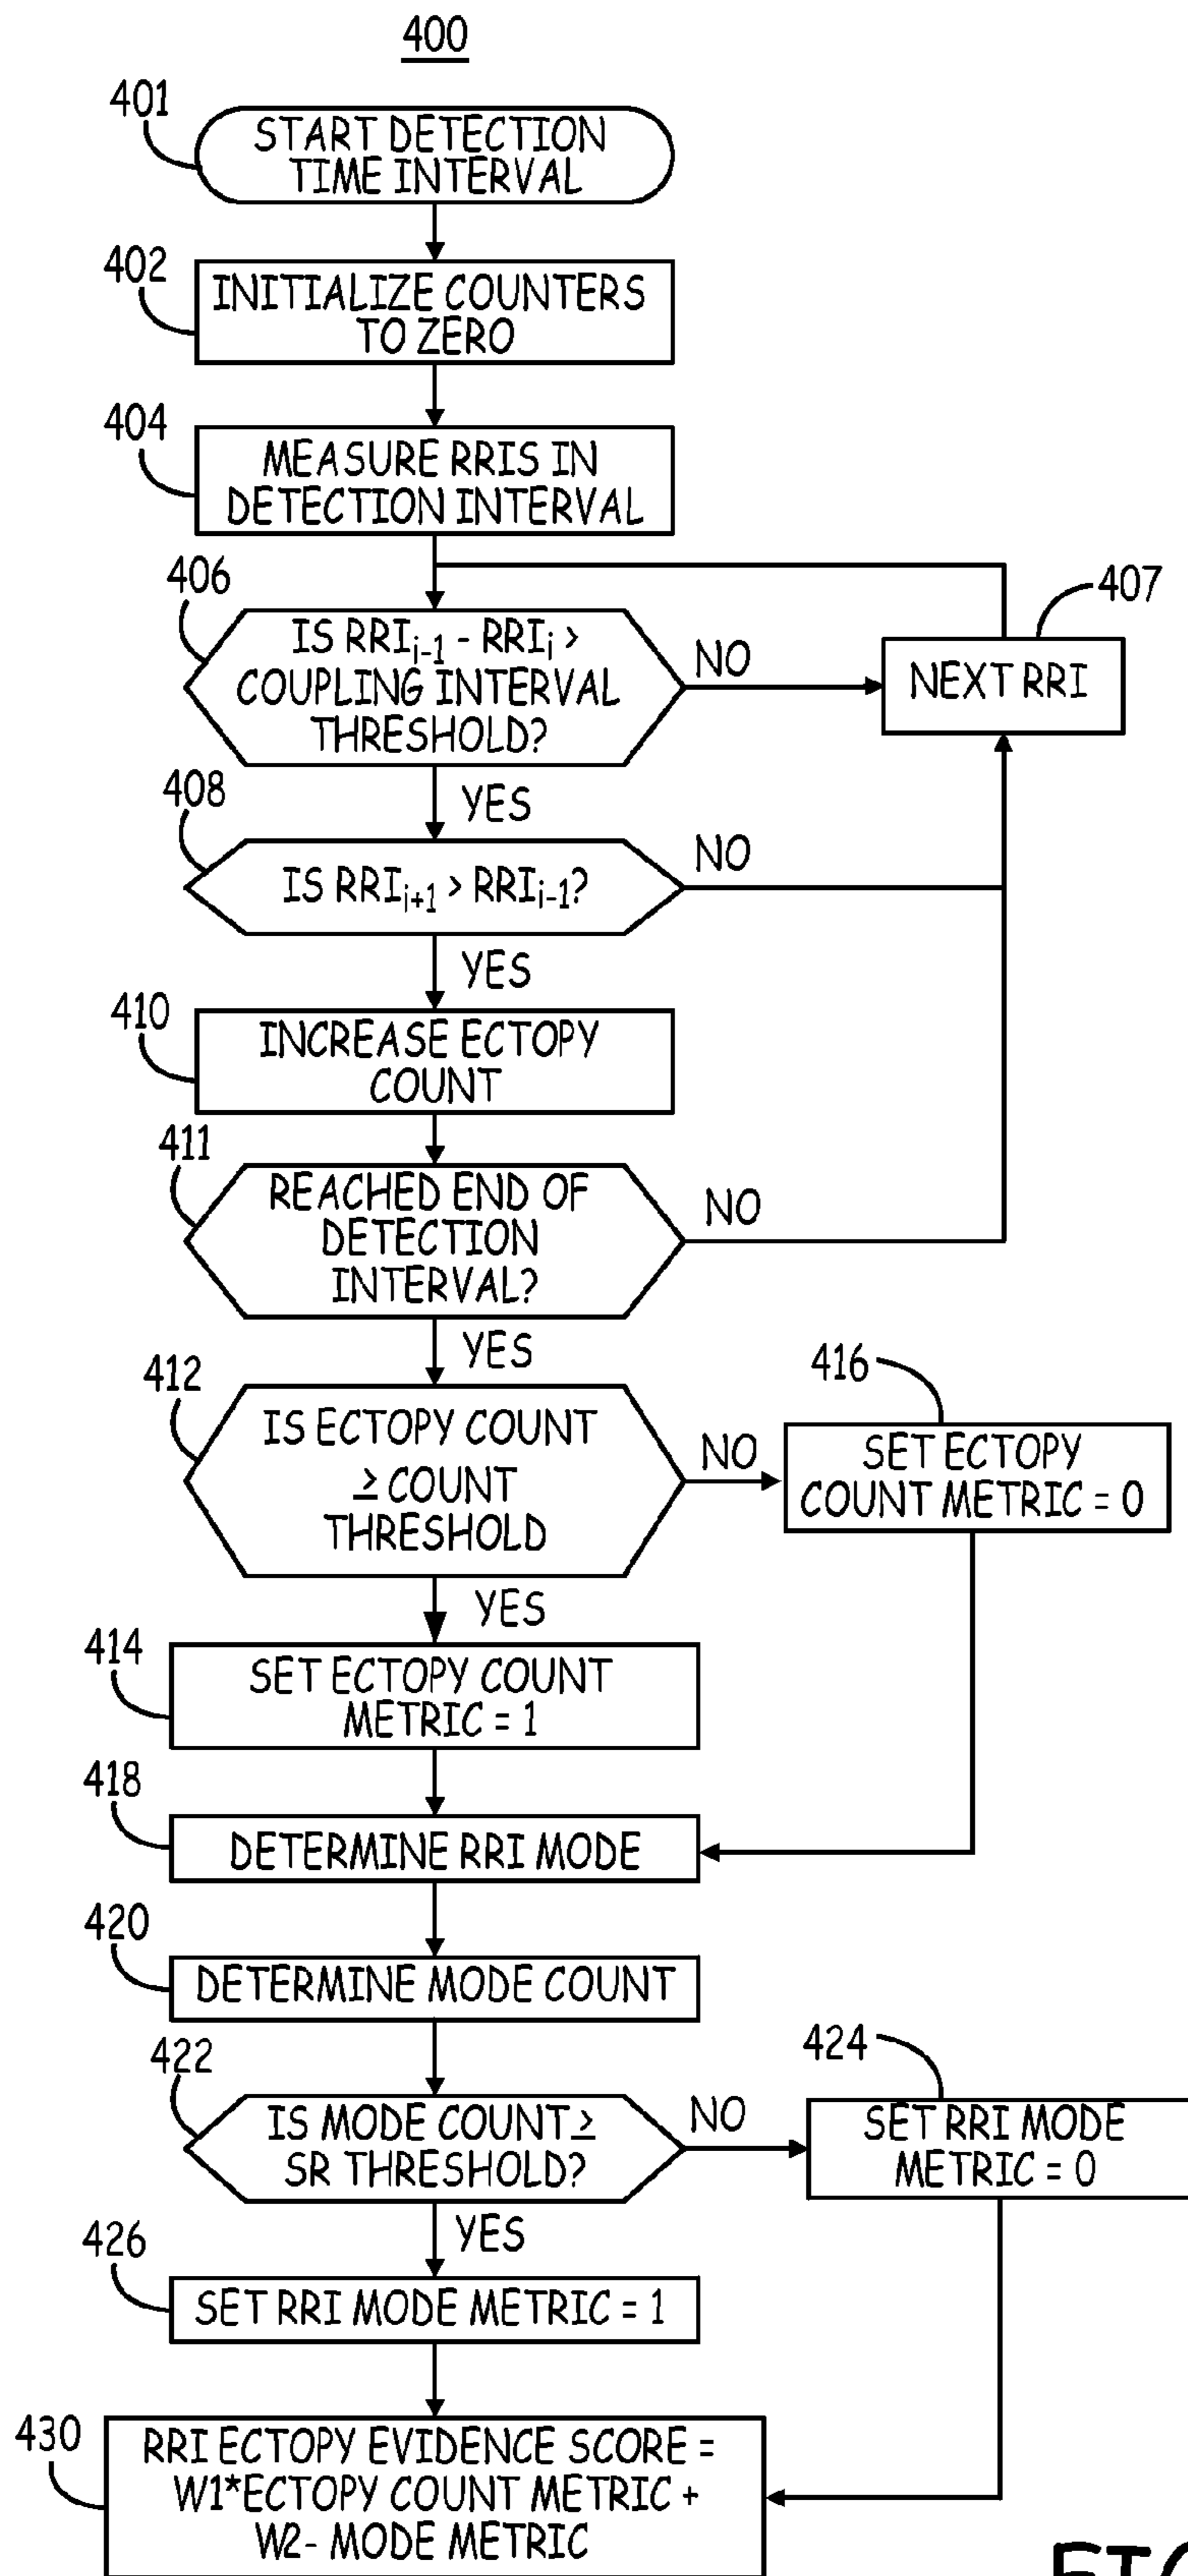 400
401
START DETECTION
TIME INTERVAL
402
INITIALIZE COUNTERS
TO ZERO
404
MEASURE RRIS IN
DETECTION INTERVAL
406
IS RRIi-1 - RRIi >
COUPLING INTERVAL
THRESHOLD?
NO
407
NEXT RRI
YES
408
IS RRIi+1 > RRIi-1?
NO
YES
410
INCREASE ECTOPY
COUNT
411
REACHED END OF
DETECTION
INTERVAL?
NO
YES
412
IS ECTOPY COUNT
≥ COUNT
THRESHOLD
NO
416
SET ECTOPY
COUNT METRIC = 0
YES
414
SET ECTOPY COUNT
METRIC = 1
418
DETERMINE RRI MODE
420
DETERMINE MODE COUNT
422
IS MODE COUNT ≥
SR THRESHOLD?
NO
424
SET RRI MODE
METRIC = 0
YES
426
SET RRI MODE METRIC = 1
430
RRI ECTOPY EVIDENCE SCORE =
W1*ECTOPY COUNT METRIC +
W2- MODE METRIC